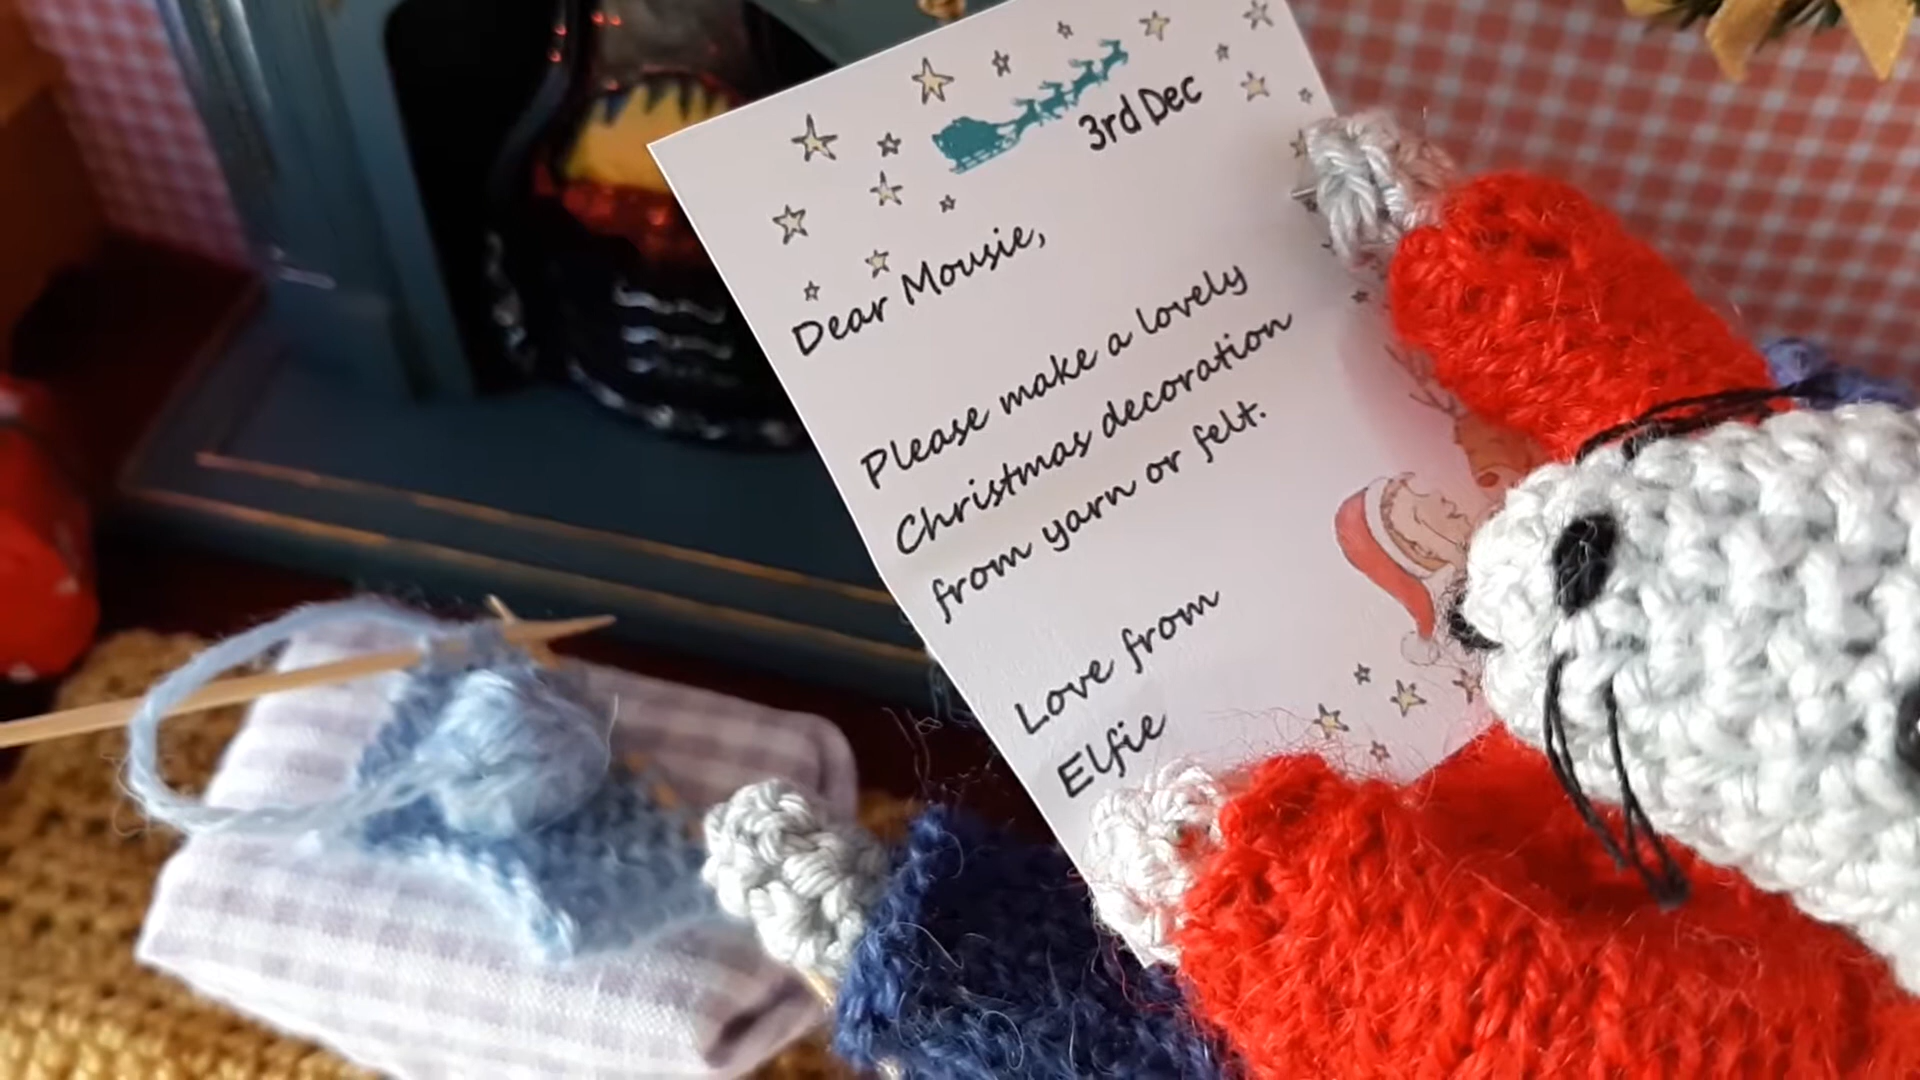 3rd Dec
Dear Mousie,
Please make a lovely
Christmas decoration
from yarn or felt.
Love from
Elfie